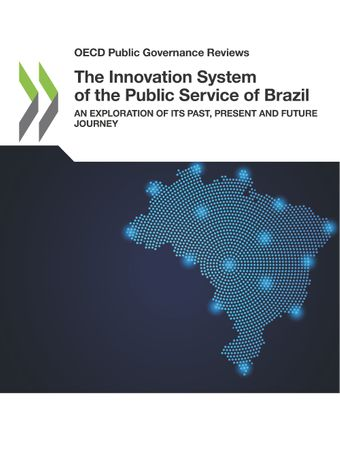 OECD Public Governance Reviews
The Innovation System
of the Public Service of Brazil
AN EXPLORATION OF ITS PAST, PRESENT AND FUTURE
JOURNEY